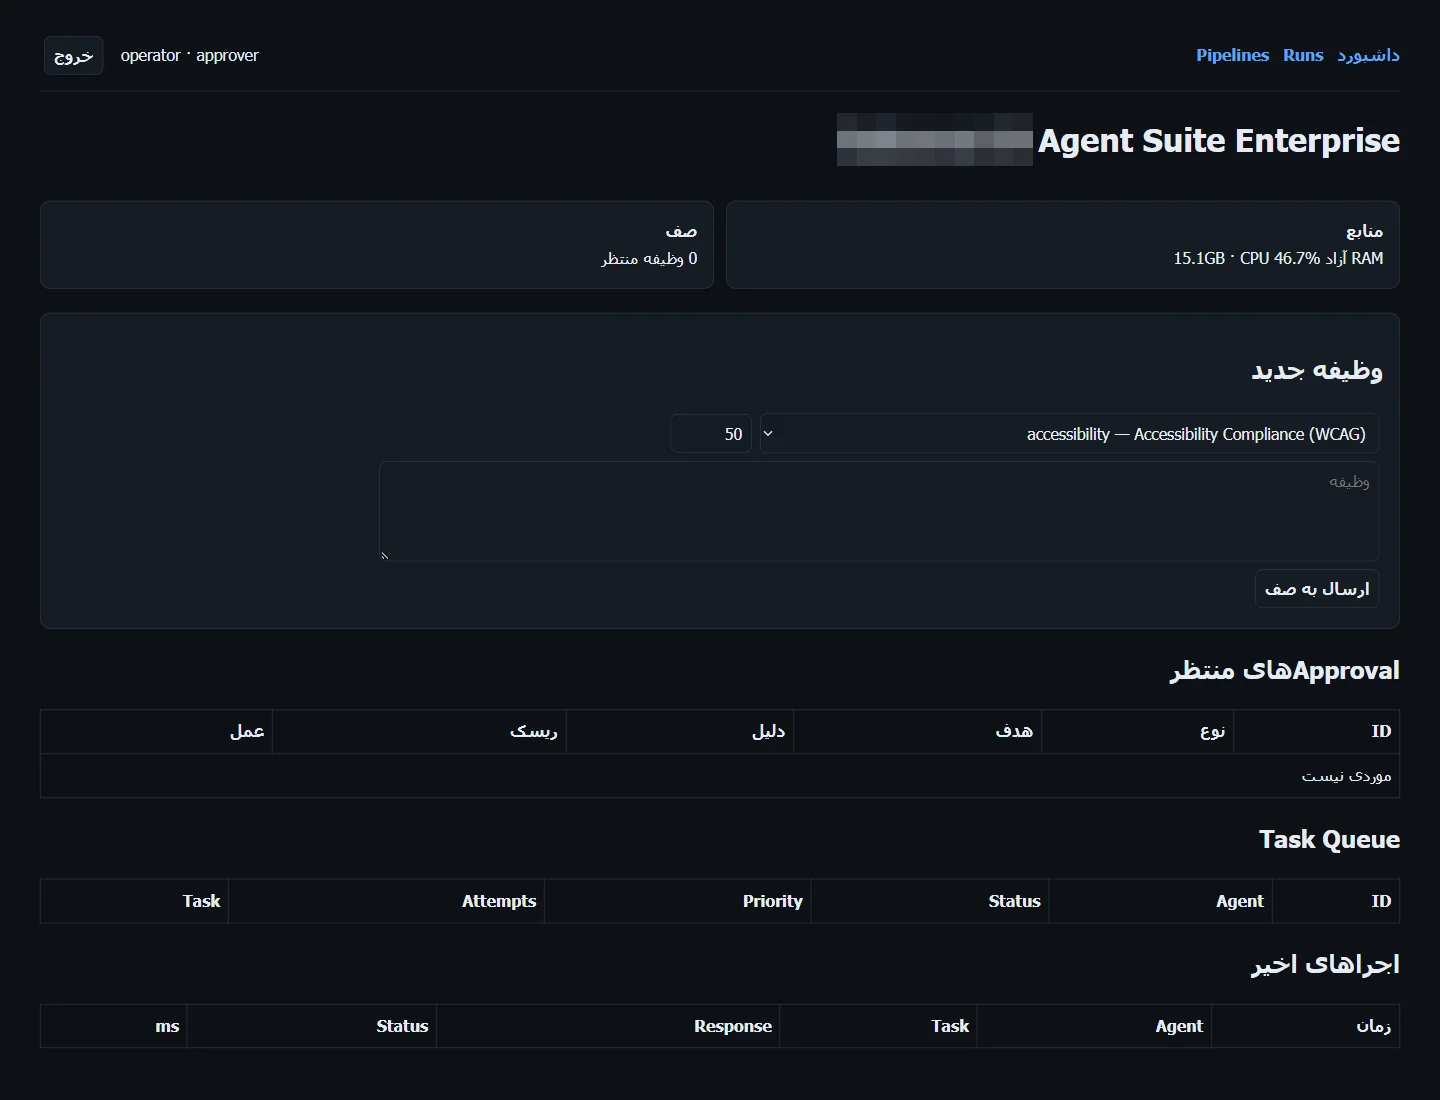 داشبورد Runs Pipelines
operator · approver
خروج
Agent Suite Enterprise
منابع
RAM آزاد 15.1GB · CPU 46.7%
صف
0 وظیفه منتظر
وظیفه جدید
accessibility — Accessibility Compliance (WCAG)
50
وظیفه
ارسال به صف
Approvalهای منتظر
ID نوع هدف دلیل ریسک عمل
موردی نیست
Task Queue
ID Agent Status Priority Attempts Task
اجراهای اخیر
زمان Agent Task Response Status ms